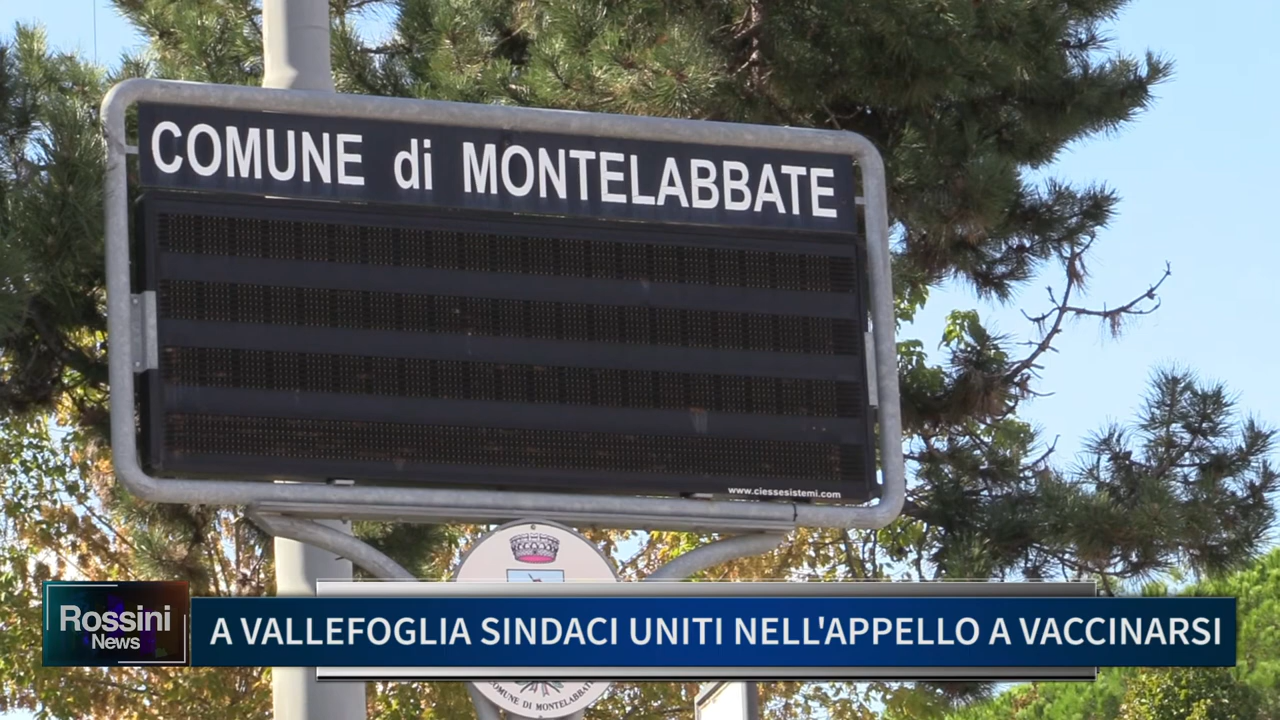 COMUNE di MONTELABBATE
www.ciessesistemi.com
Rossini
News
A VALLEFOGLIA SINDACI UNITI NELL'APPELLO A VACCINARSI
COMUNE DI MONTELABBATE